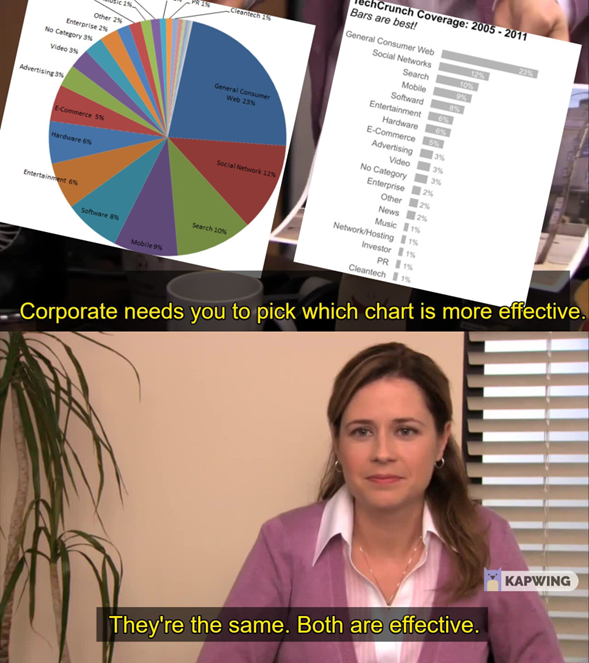 Music 2%
PR 1%
Cleantech 1%
Other 2%
Enterprise 2%
No Category 3%
Video 3%
Advertising 3%
E-Commerce 5%
Hardware 6%
Entertainment 6%
Software 8%
Mobile 9%
Search 10%
Social Network 12%
General Consumer
Web 23%
TechCrunch Coverage: 2005 - 2011
Bars are best!
General Consumer Web 23%
Social Networks 12%
Search 10%
Mobile 9%
Softward 8%
Entertainment 6%
Hardware 6%
E-Commerce 5%
Advertising 3%
Video 3%
No Category 3%
Enterprise 2%
Other 2%
News 2%
Music 1%
Network/Hosting 1%
Investor 1%
PR 1%
Cleantech 1%
Corporate needs you to pick which chart is more effective.
KAPWING
They're the same. Both are effective.